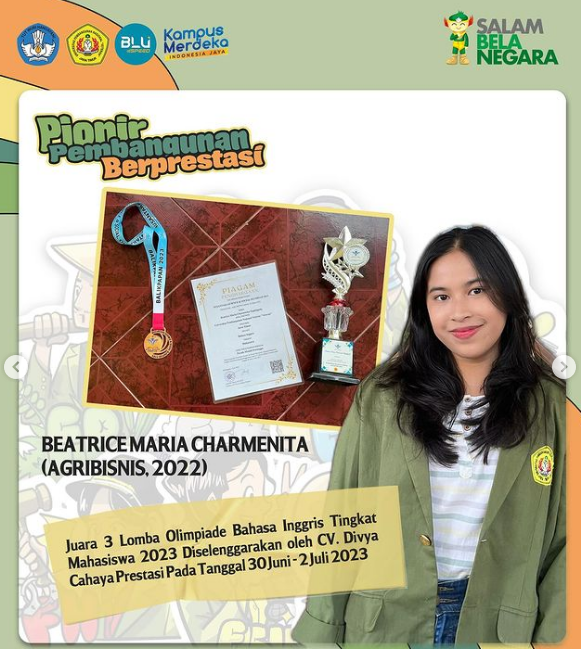 BLU
Kampus
Merdeka
INDONESIA JAYA
SALAM
BELA
NEGARA
Pionir
Pembangunan
Berprestasi
BALIKPAPAN 2023
PIAGAM
BEATRICE MARIA CHARMENITA
(AGRIBISNIS, 2022)
Juara 3 Lomba Olimpiade Bahasa Inggris Tingkat
Mahasiswa 2023 Diselenggarakan oleh CV. Divya
Cahaya Prestasi Pada Tanggal 30 Juni - 2 Juli 2023